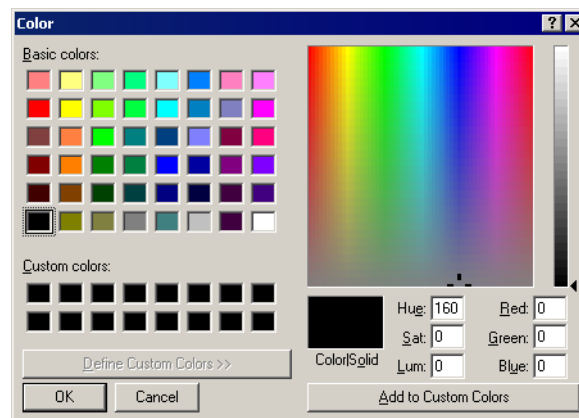 Color
Basic colors:
Custom colors:
Define Custom Colors >>
OK Cancel
Color|Solid
Hue: 160 Red: 0
Sat: 0 Green: 0
Lum: 0 Blue: 0
Add to Custom Colors